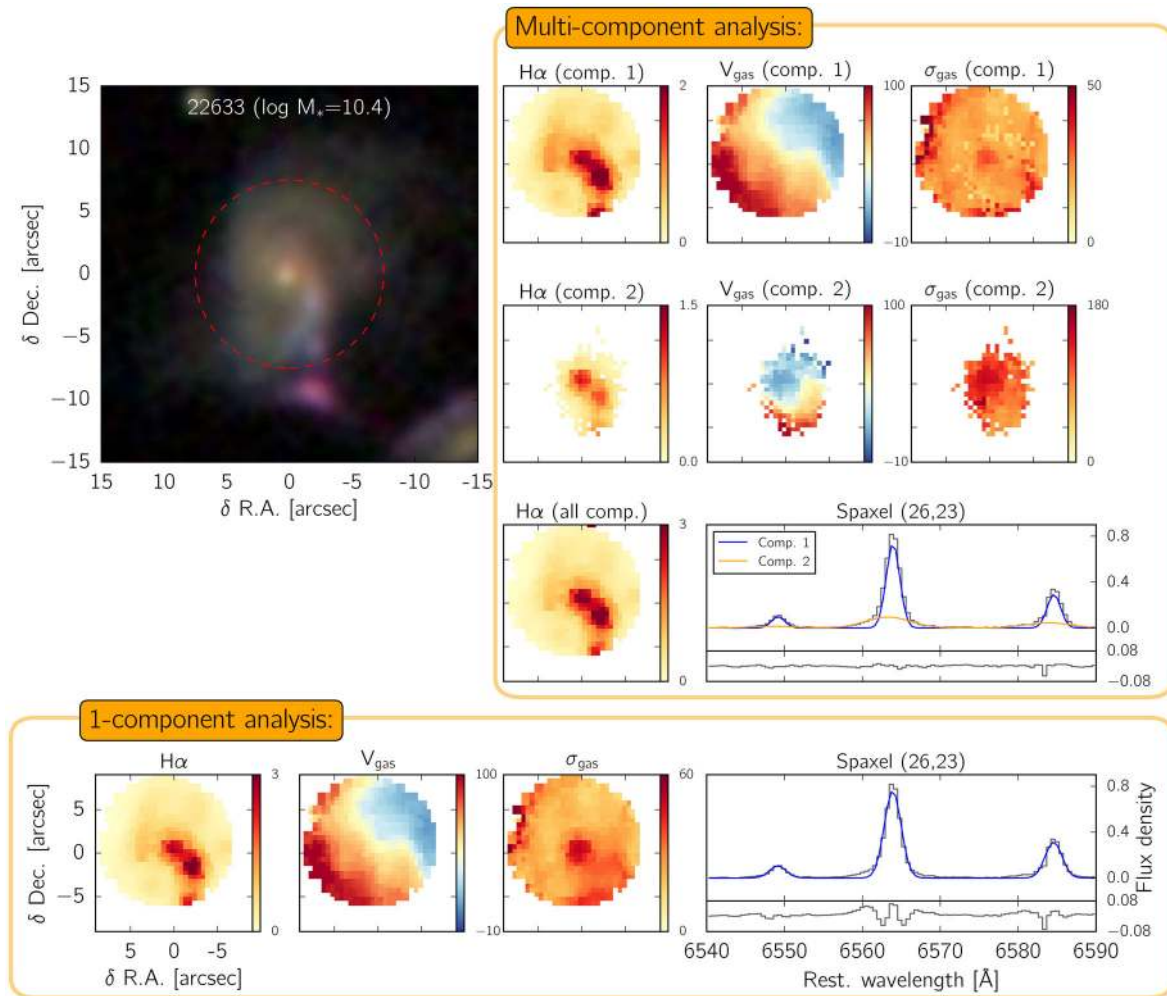 Multi-component analysis:
22633 (log M*=10.4)
15
10
5
0
−5
−10
−15
15
10
5
0
-5
-10
-15
δ Dec. [arcsec]
δ R.A. [arcsec]
Hα (comp. 1)
2
0
Vgas (comp. 1)
100
−10
σgas (comp. 1)
50
0
Hα (comp. 2)
1.5
0.0
Vgas (comp. 2)
100
−10
σgas (comp. 2)
180
0
Hα (all comp.)
3
0
Spaxel (26,23)
Comp. 1
Comp. 2
0.8
0.4
0.0
0.08
−0.08
1-component analysis:
Hα
3
0
5
0
−5
5
0
-5
δ Dec. [arcsec]
δ R.A. [arcsec]
Vgas
100
−10
σgas
60
0
Spaxel (26,23)
0.8
0.4
0.0
0.08
−0.08
Flux density
6540
6550
6560
6570
6580
6590
Rest. wavelength [Å]